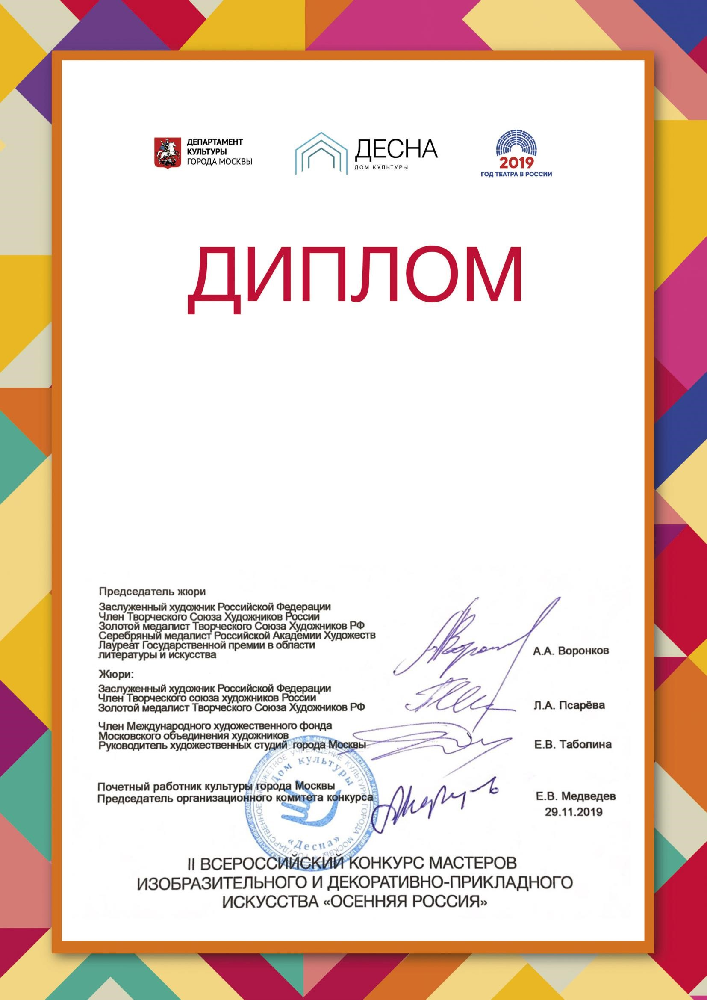 ДЕПАРТАМЕНТ
КУЛЬТУРЫ
ГОРОДА МОСКВЫ
ДЕСНА
ДОМ КУЛЬТУРЫ
2019
ГОД ТЕАТРА В РОССИИ
ДИПЛОМ
Председатель жюри
Заслуженный художник Российской Федерации
Член Творческого Союза Художников России
Золотой медалист Творческого Союза Художников РФ
Серебряный медалист Российской Академии Художеств
Лауреат Государственной премии в области
литературы и искусства
А.А. Воронков
Жюри:
Заслуженный художник Российской Федерации
Член Творческого союза художников России
Золотой медалист Творческого Союза Художников РФ
Л.А. Псарёва
Член Международного художественного фонда
Московского объединения художников
Руководитель художественных студий города Москвы
Е.В. Таболина
Почетный работник культуры города Москвы
Председатель организационного комитета конкурса
Е.В. Медведев
29.11.2019
Дом культуры
«Десна»
II ВСЕРОССИЙСКИЙ КОНКУРС МАСТЕРОВ
ИЗОБРАЗИТЕЛЬНОГО И ДЕКОРАТИВНО-ПРИКЛАДНОГО
ИСКУССТВА «ОСЕННЯЯ РОССИЯ»